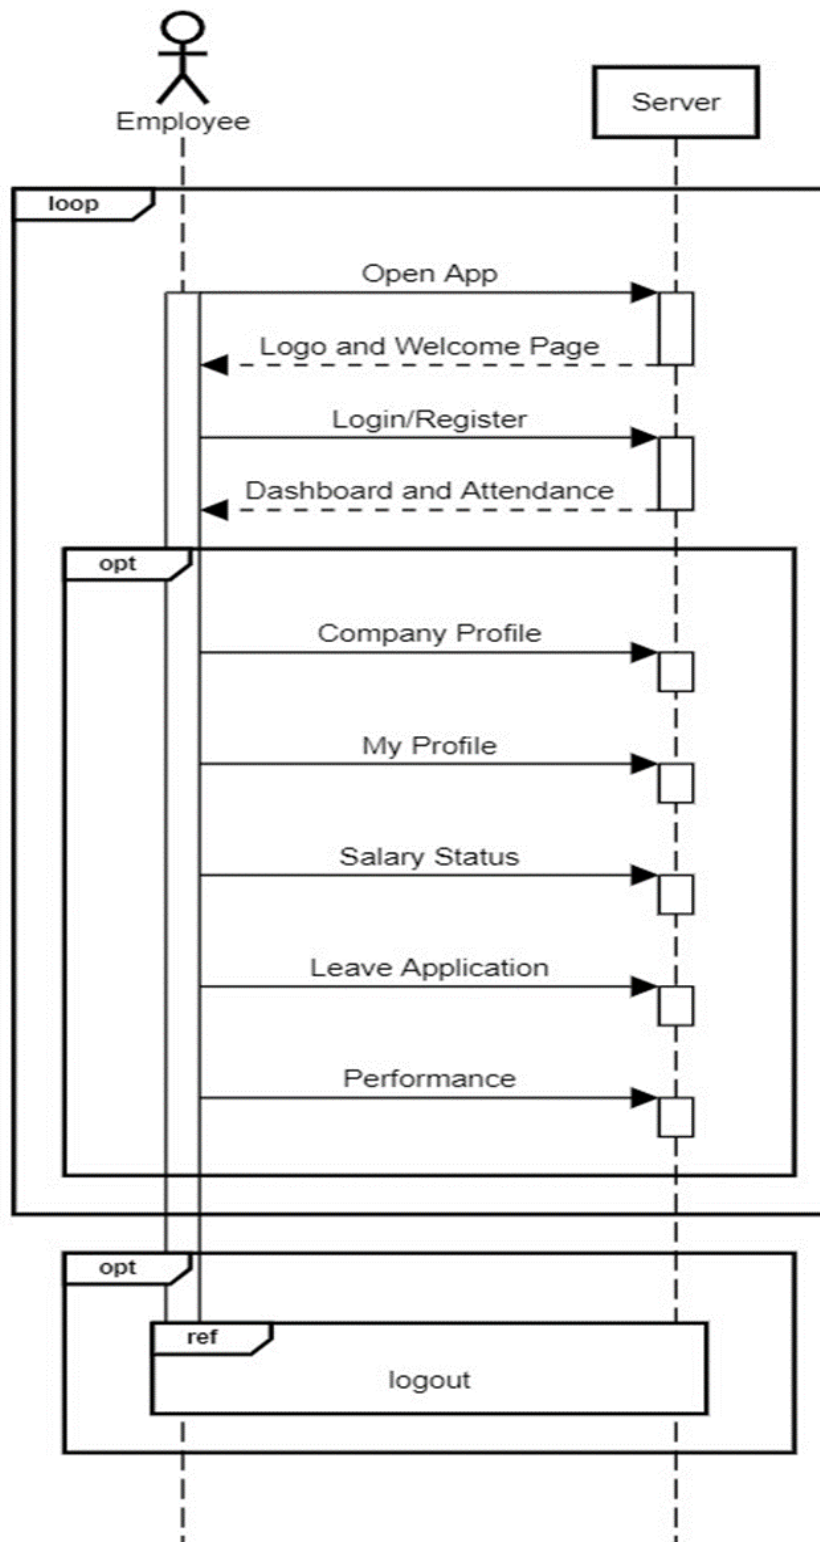 Employee
Server
loop
Open App
Logo and Welcome Page
Login/Register
Dashboard and Attendance
opt
Company Profile
My Profile
Salary Status
Leave Application
Performance
opt
ref
logout